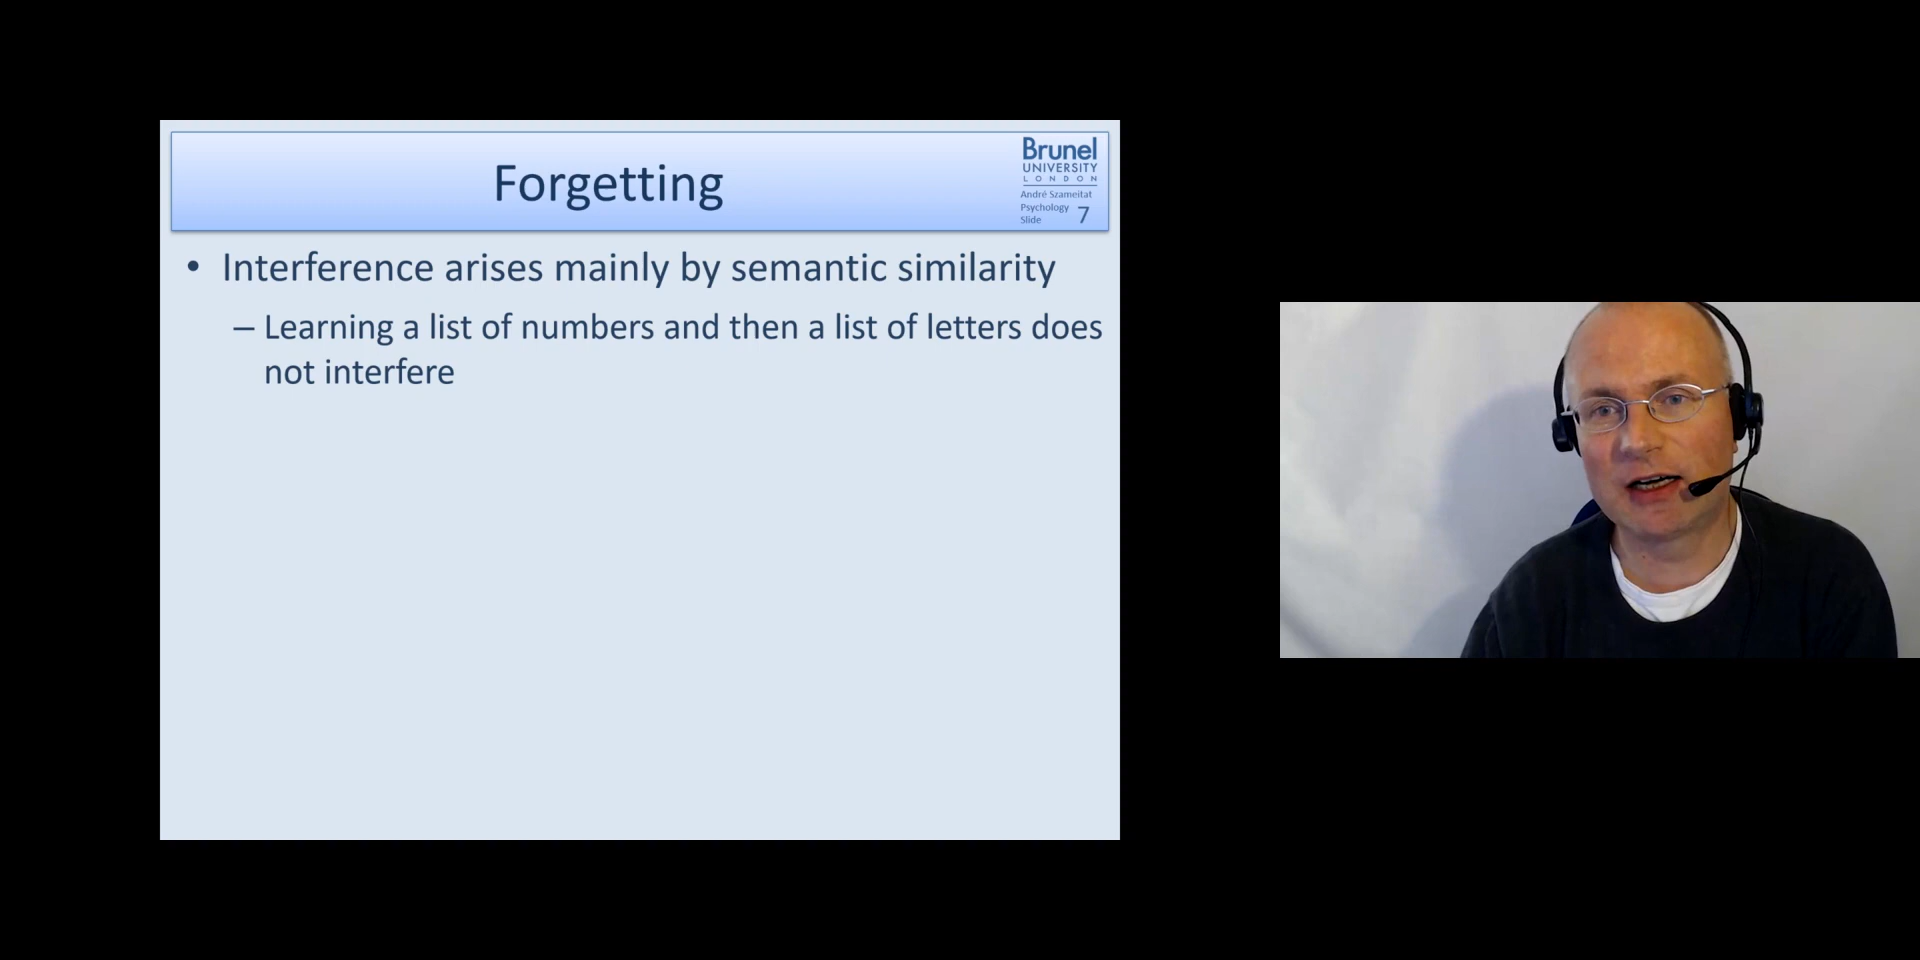 Forgetting
Brunel
UNIVERSITY
LONDON
André Szameitat
Psychology
Slide 7
• Interference arises mainly by semantic similarity
– Learning a list of numbers and then a list of letters does
not interfere